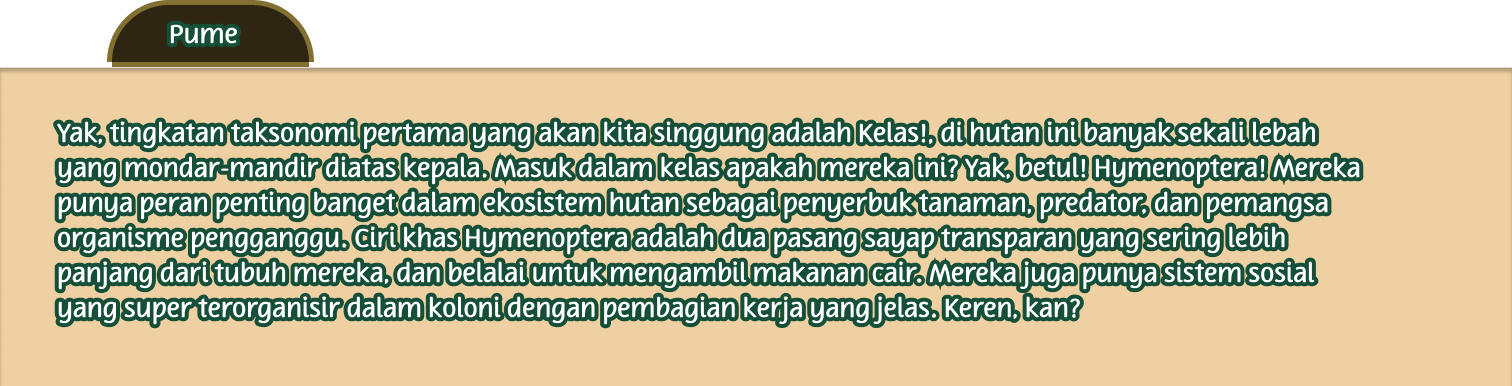 Pume
Yak, tingkatan taksonomi pertama yang akan kita singgung adalah Kelas!, di hutan ini banyak sekali lebah
yang mondar-mandir diatas kepala. Masuk dalam kelas apakah mereka ini? Yak, betul! Hymenoptera! Mereka
punya peran penting banget dalam ekosistem hutan sebagai penyerbuk tanaman, predator, dan pemangsa
organisme pengganggu. Ciri khas Hymenoptera adalah dua pasang sayap transparan yang sering lebih
panjang dari tubuh mereka, dan belalai untuk mengambil makanan cair. Mereka juga punya sistem sosial
yang super terorganisir dalam koloni dengan pembagian kerja yang jelas. Keren, kan?